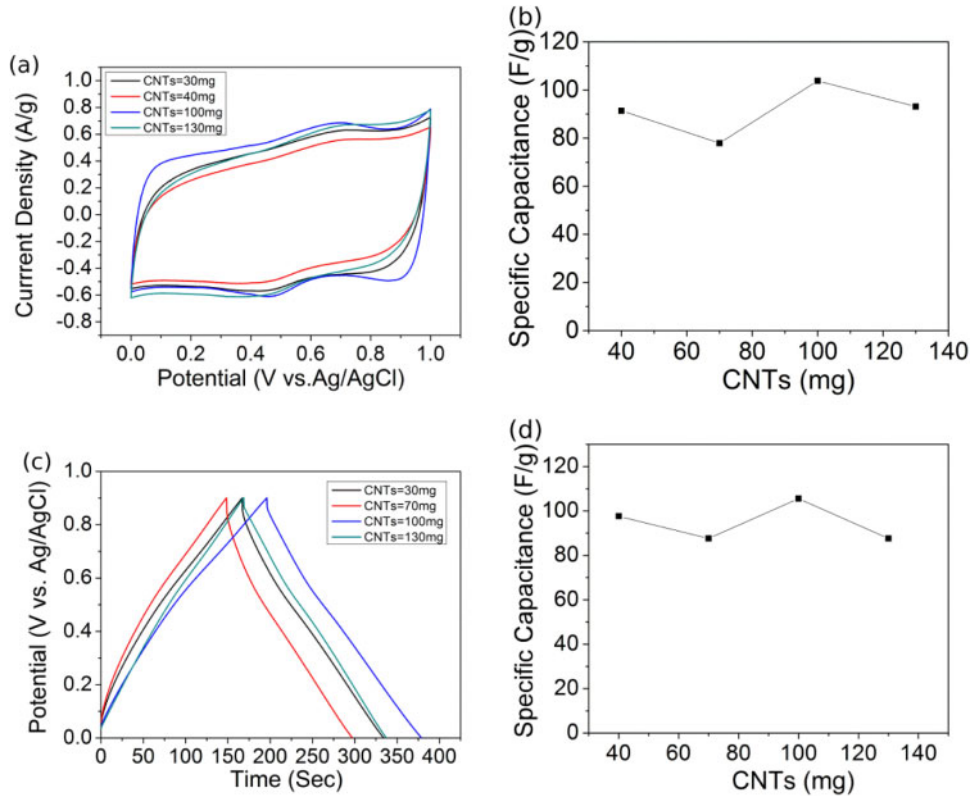 (a)
CNTs=30mg
CNTs=40mg
CNTs=100mg
CNTs=130mg
1.0
0.8
0.6
0.4
0.2
0.0
-0.2
-0.4
-0.6
-0.8
Currrent Density (A/g)
0.0 0.2 0.4 0.6 0.8 1.0
Potential (V vs.Ag/AgCl)
(b)
120
100
80
60
40
20
0
Specific Capacitance (F/g)
40 60 80 100 120 140
CNTs (mg)
(c)
CNTs=30mg
CNTs=70mg
CNTs=100mg
CNTs=130mg
1.0
0.8
0.6
0.4
0.2
0.0
Potential (V vs. Ag/AgCl)
0 50 100 150 200 250 300 350 400
Time (Sec)
(d)
120
100
80
60
40
20
0
Specific Capacitance (F/g)
40 60 80 100 120 140
CNTs (mg)